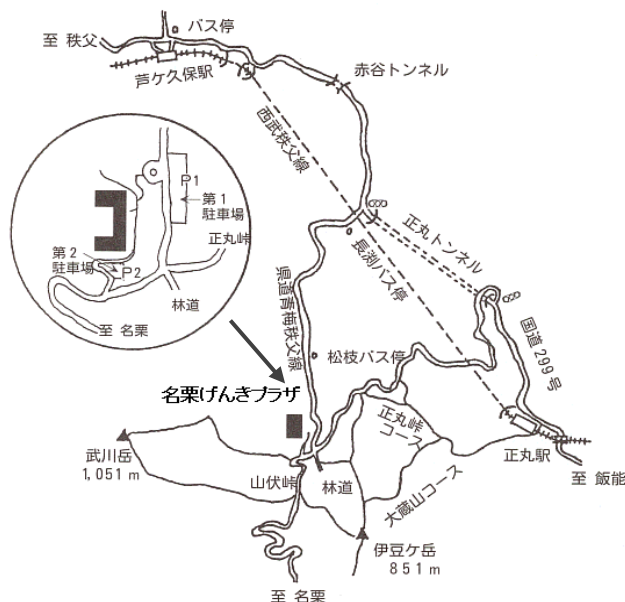 バス停
至 秩父
芦ケ久保駅
赤谷トンネル
西武秩父線
P1
第1
駐車場
正丸峠
第2
駐車場
P2
林道
至 名栗
正丸トンネル
長渕バス停
県道青梅秩父線
国道299号
松枝バス停
名栗げんきプラザ
正丸峠
コース
武川岳
1,051m
山伏峠
林道
大蔵山コース
正丸駅
至 飯能
伊豆ケ岳
851m
至 名栗